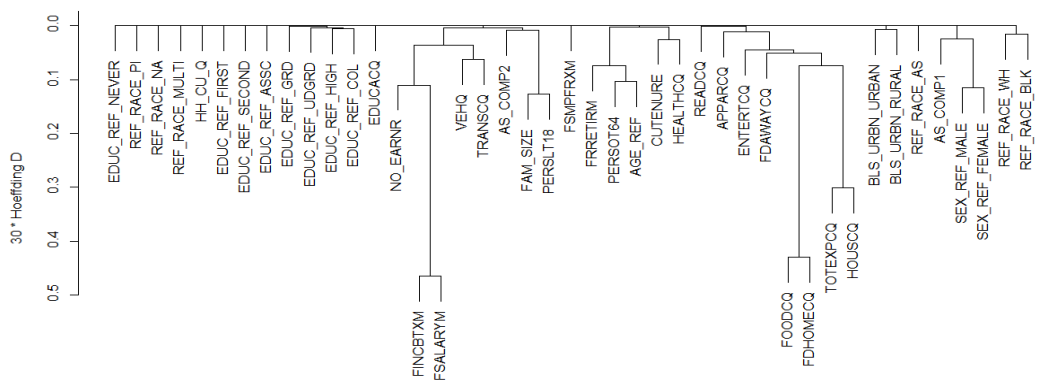 30 * Hoeffding D
0.0
0.1
0.2
0.3
0.4
0.5
EDUC_REF_NEVER
REF_RACE_PI
REF_RACE_NA
REF_RACE_MULTI
HH_CU_Q
EDUC_REF_FIRST
EDUC_REF_SECOND
EDUC_REF_ASSC
EDUC_REF_GRD
EDUC_REF_UDGRD
EDUC_REF_HIGH
EDUC_REF_COL
EDUCACQ
NO_EARNR
FINCBTXM
FSALARYM
VEHQ
TRANSCQ
AS_COMP2
FAM_SIZE
PERSLT18
FSMPFRXM
FRRETIRM
PERSOT64
AGE_REF
CUTENURE
HEALTHCQ
READCQ
APPARCQ
ENTERTCQ
FDAWAYCQ
FOODCQ
FDHOMECQ
TOTEXPCQ
HOUSCQ
BLS_URBN_URBAN
BLS_URBN_RURAL
REF_RACE_AS
AS_COMP1
SEX_REF_MALE
SEX_REF_FEMALE
REF_RACE_WH
REF_RACE_BLK